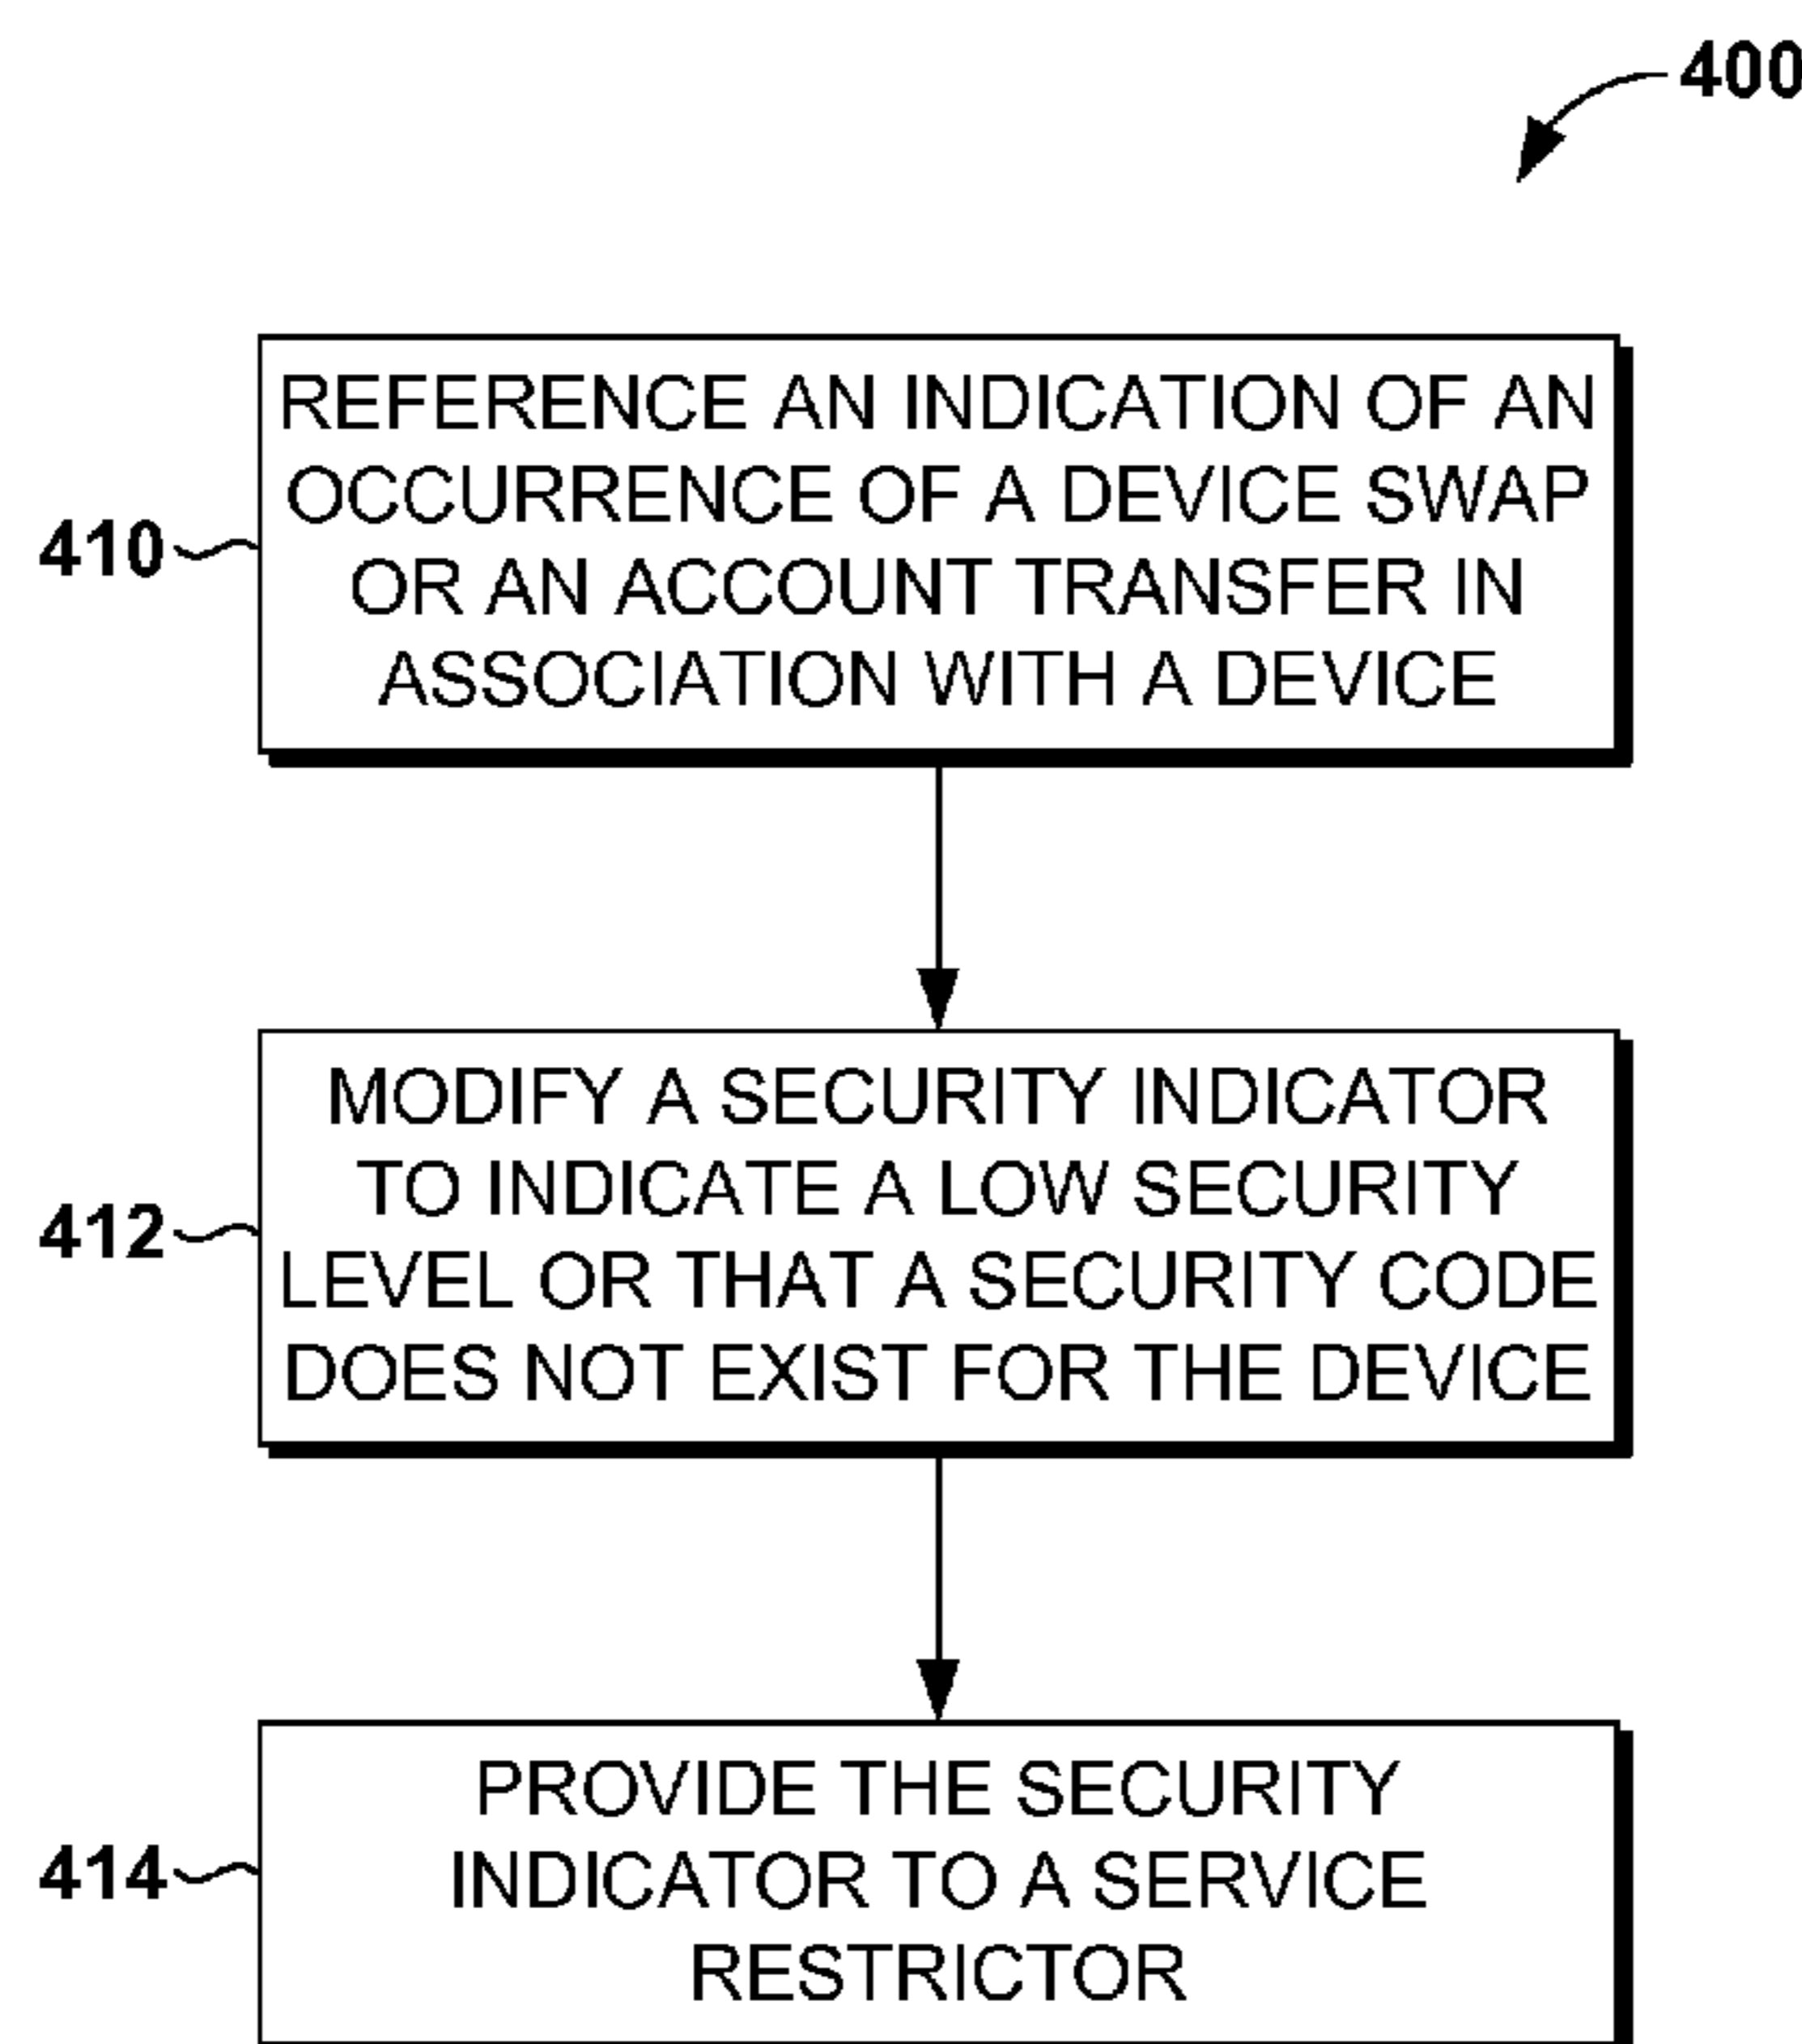 400
REFERENCE AN INDICATION OF AN
OCCURRENCE OF A DEVICE SWAP
OR AN ACCOUNT TRANSFER IN
ASSOCIATION WITH A DEVICE
410
MODIFY A SECURITY INDICATOR
TO INDICATE A LOW SECURITY
LEVEL OR THAT A SECURITY CODE
DOES NOT EXIST FOR THE DEVICE
412
PROVIDE THE SECURITY
INDICATOR TO A SERVICE
RESTRICTOR
414